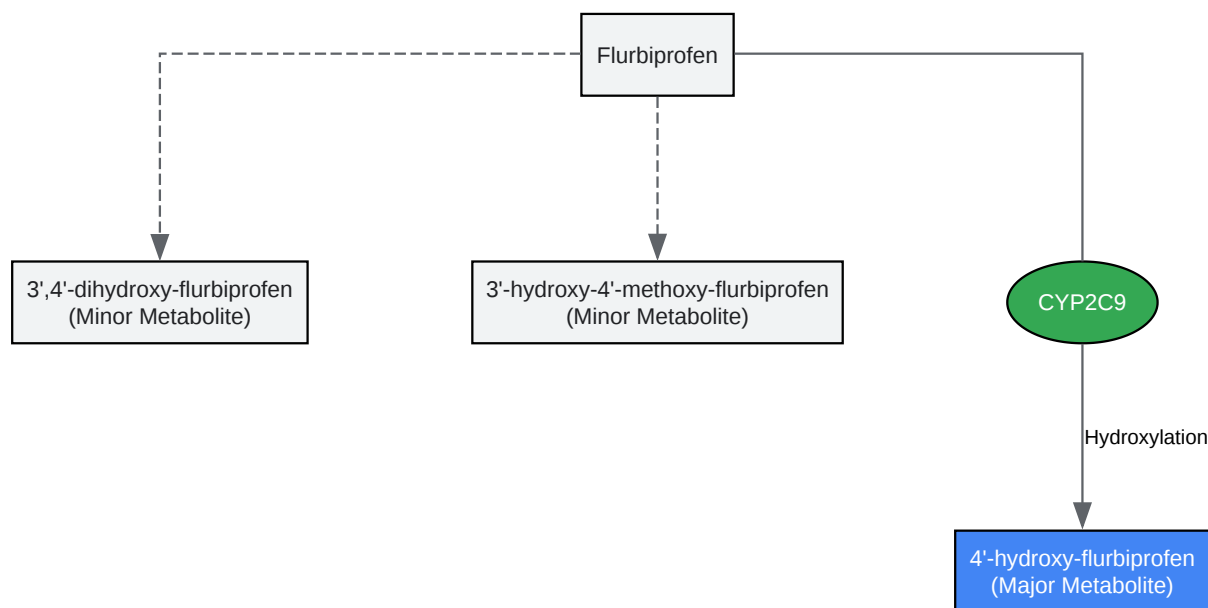 Flurbiprofen
3',4'-dihydroxy-flurbiprofen
(Minor Metabolite)
3'-hydroxy-4'-methoxy-flurbiprofen
(Minor Metabolite)
CYP2C9
Hydroxylation
4'-hydroxy-flurbiprofen
(Major Metabolite)